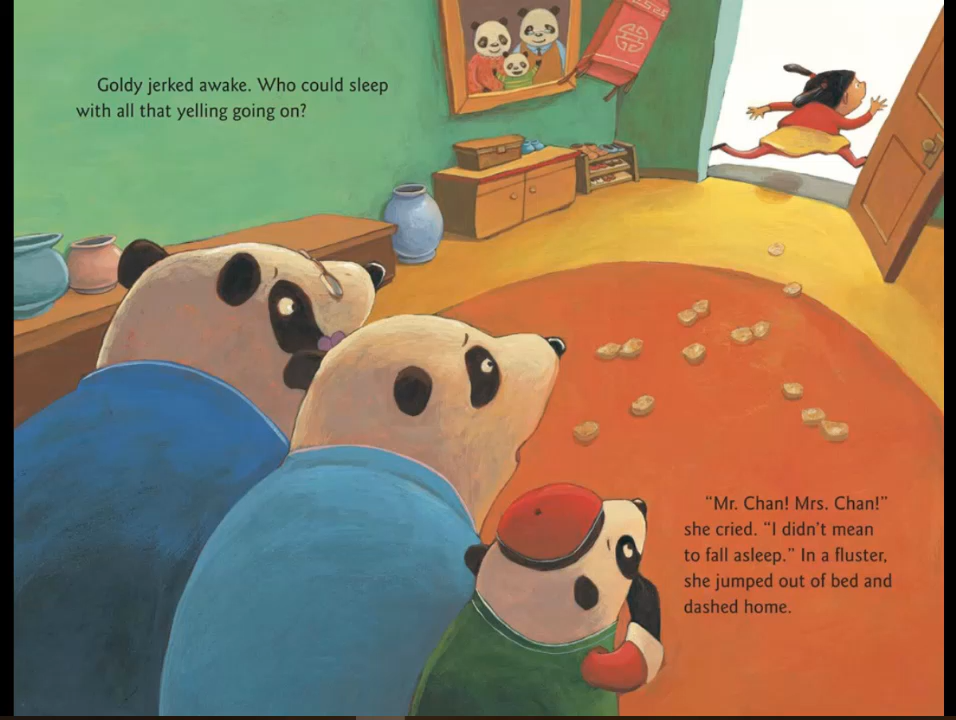 Goldy jerked awake. Who could sleep
with all that yelling going on?
“Mr. Chan! Mrs. Chan!”
she cried. “I didn’t mean
to fall asleep.” In a fluster,
she jumped out of bed and
dashed home.